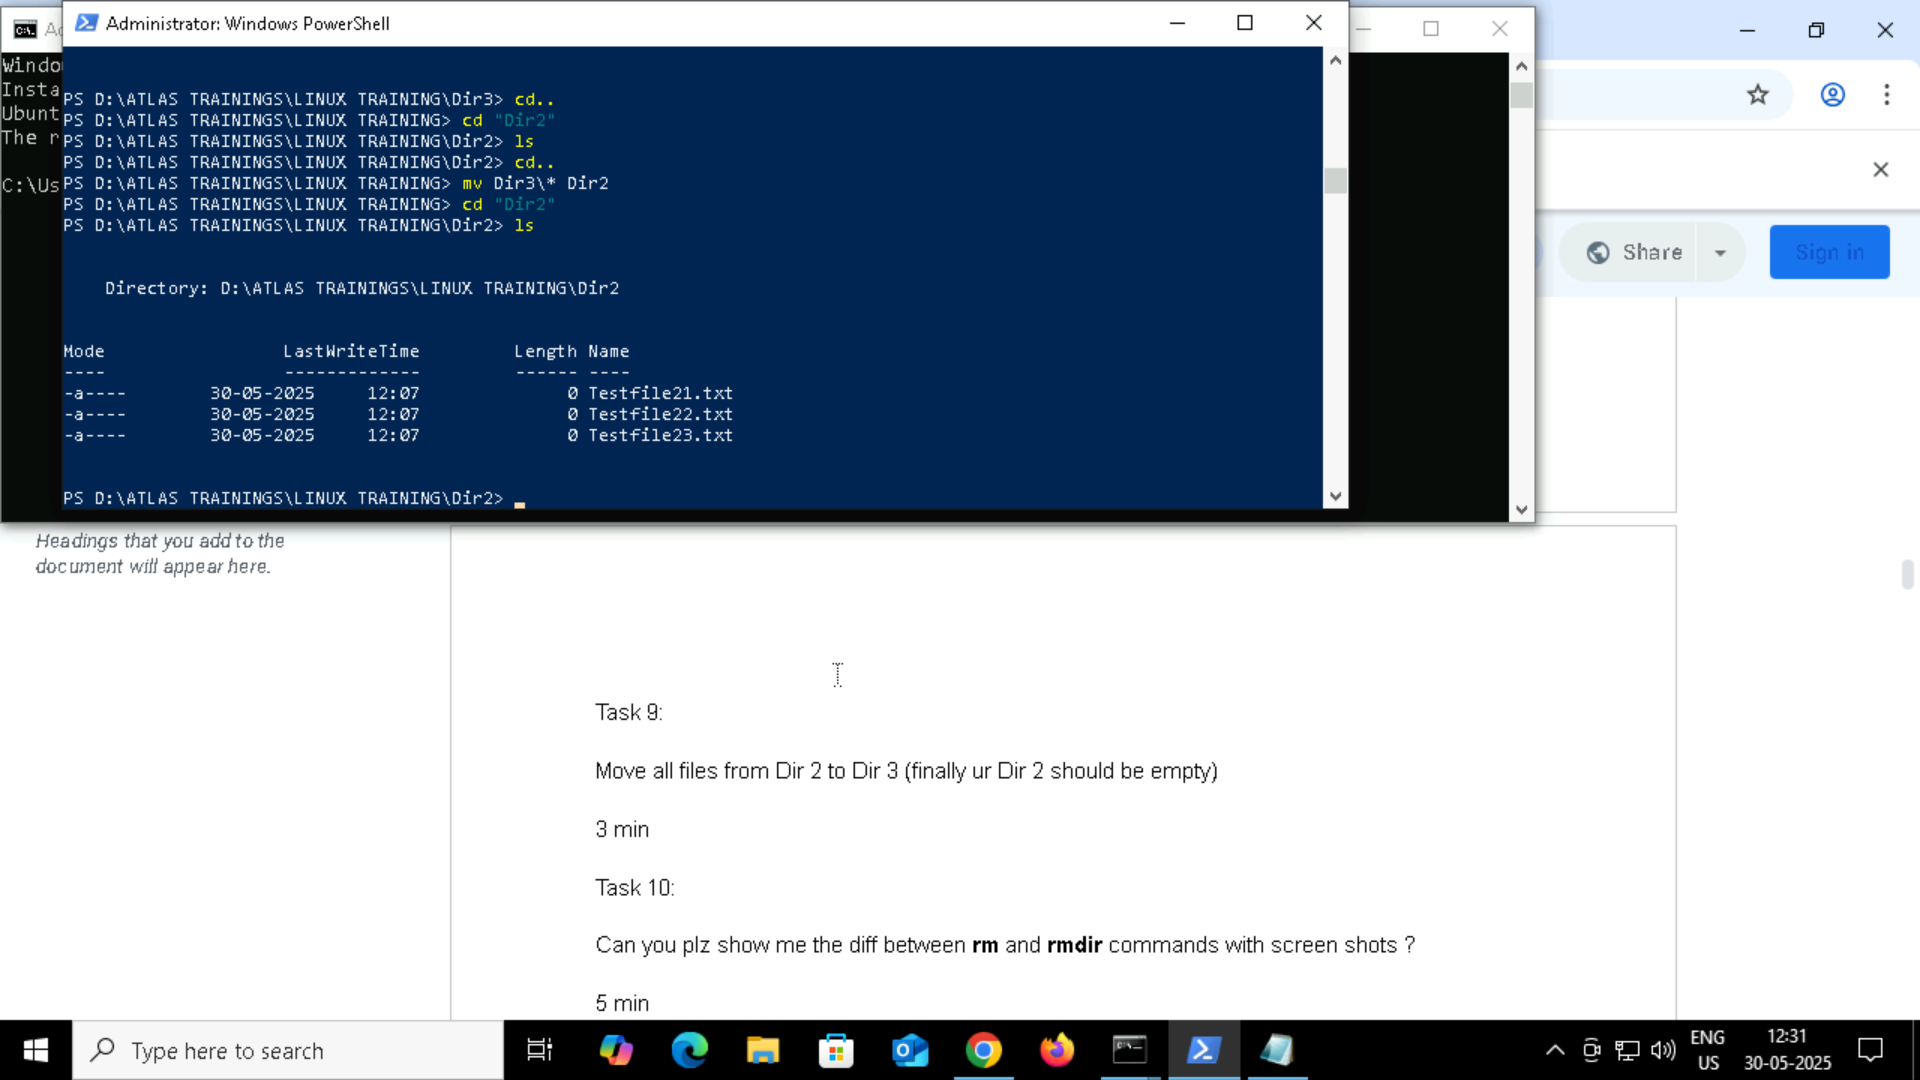 Administrator: Windows PowerShell
Windo
Insta
Ubunt
The r
C:\Us
PS D:\ATLAS TRAININGS\LINUX TRAINING\Dir3> cd..
PS D:\ATLAS TRAININGS\LINUX TRAINING> cd "Dir2"
PS D:\ATLAS TRAININGS\LINUX TRAINING\Dir2> ls
PS D:\ATLAS TRAININGS\LINUX TRAINING\Dir2> cd..
PS D:\ATLAS TRAININGS\LINUX TRAINING> mv Dir3\* Dir2
PS D:\ATLAS TRAININGS\LINUX TRAINING> cd "Dir2"
PS D:\ATLAS TRAININGS\LINUX TRAINING\Dir2> ls
Directory: D:\ATLAS TRAININGS\LINUX TRAINING\Dir2
Mode LastWriteTime Length Name
---- ------------- ------ ----
-a---- 30-05-2025 12:07 0 Testfile21.txt
-a---- 30-05-2025 12:07 0 Testfile22.txt
-a---- 30-05-2025 12:07 0 Testfile23.txt
PS D:\ATLAS TRAININGS\LINUX TRAINING\Dir2>
Share
Sign in
Headings that you add to the
document will appear here.
Task 9:
Move all files from Dir 2 to Dir 3 (finally ur Dir 2 should be empty)
3 min
Task 10:
Can you plz show me the diff between rm and rmdir commands with screen shots ?
5 min
Type here to search
ENG
US
12:31
30-05-2025